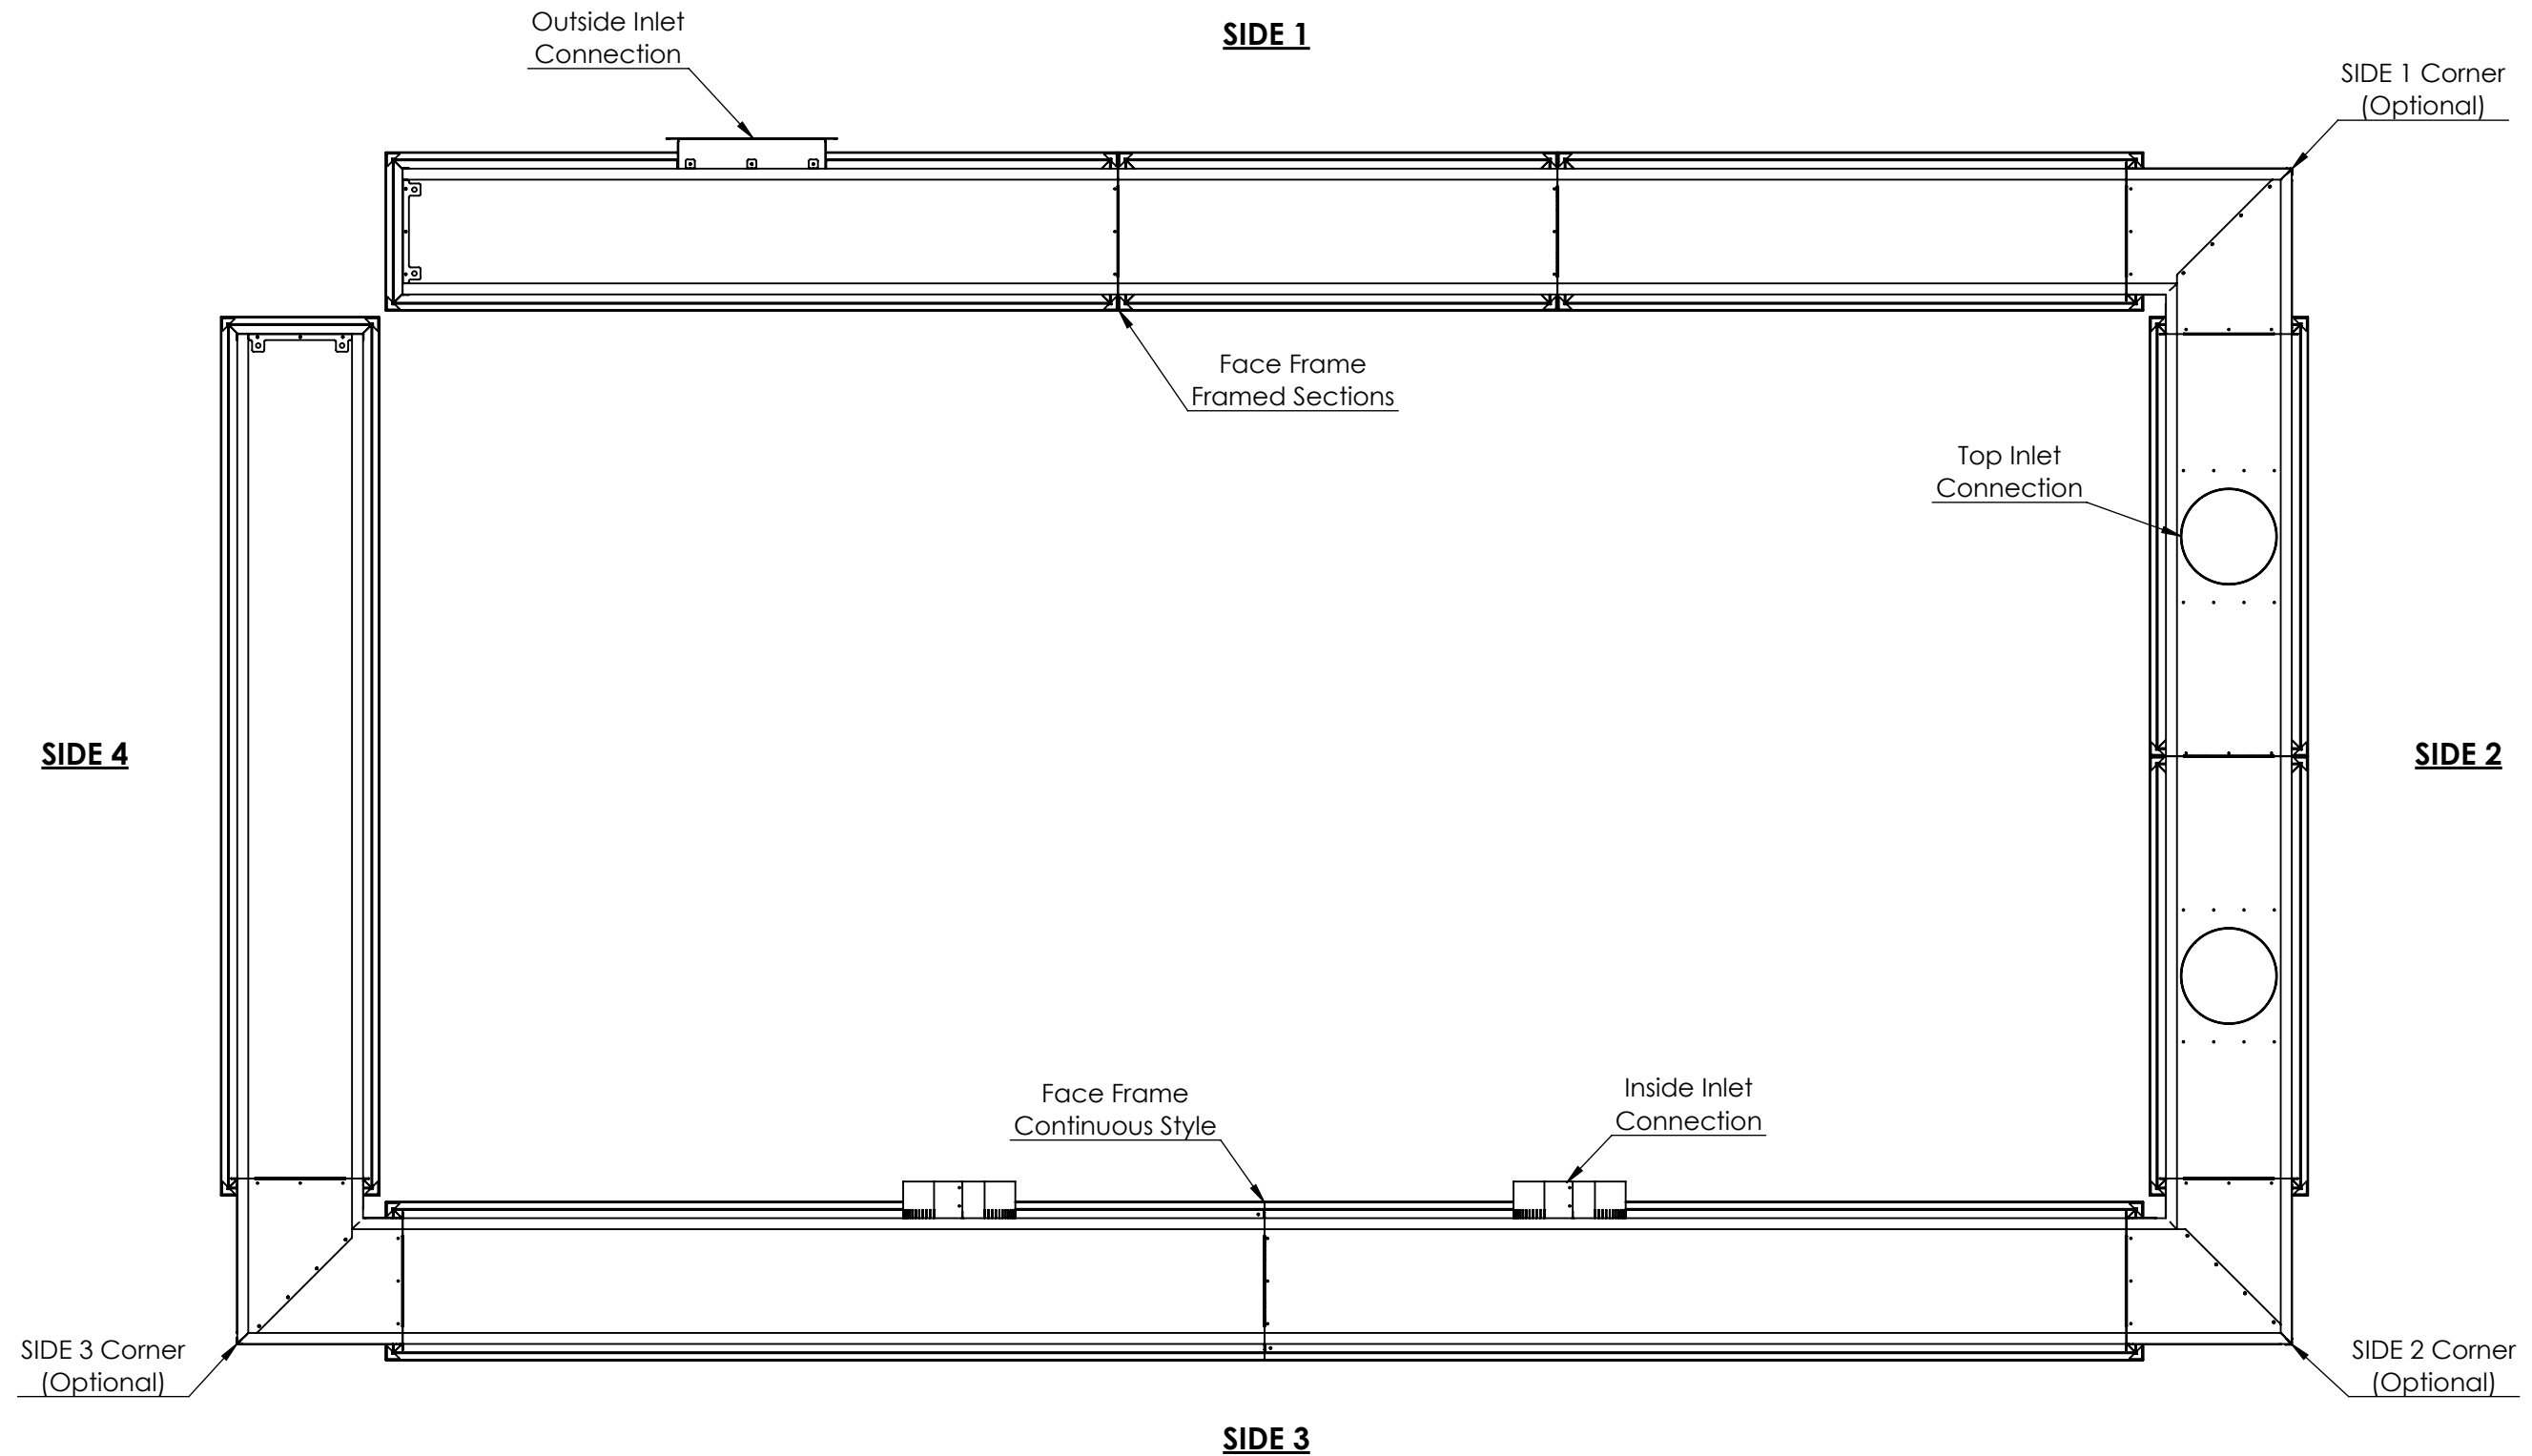 Outside Inlet
Connection
SIDE 1
SIDE 1 Corner
(Optional)
Face Frame
Framed Sections
Top Inlet
Connection
SIDE 4
SIDE 2
Face Frame
Continuous Style
Inside Inlet
Connection
SIDE 3 Corner
(Optional)
SIDE 2 Corner
(Optional)
SIDE 3